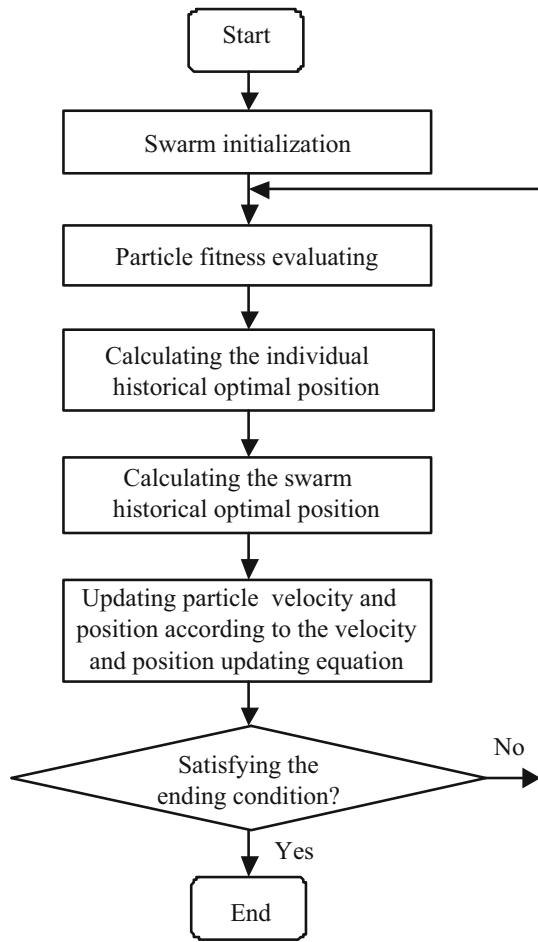 Start
Swarm initialization
Particle fitness evaluating
Calculating the individual
historical optimal position
Calculating the swarm
historical optimal position
Updating particle velocity and
position according to the velocity
and position updating equation
Satisfying the
ending condition?
No
Yes
End